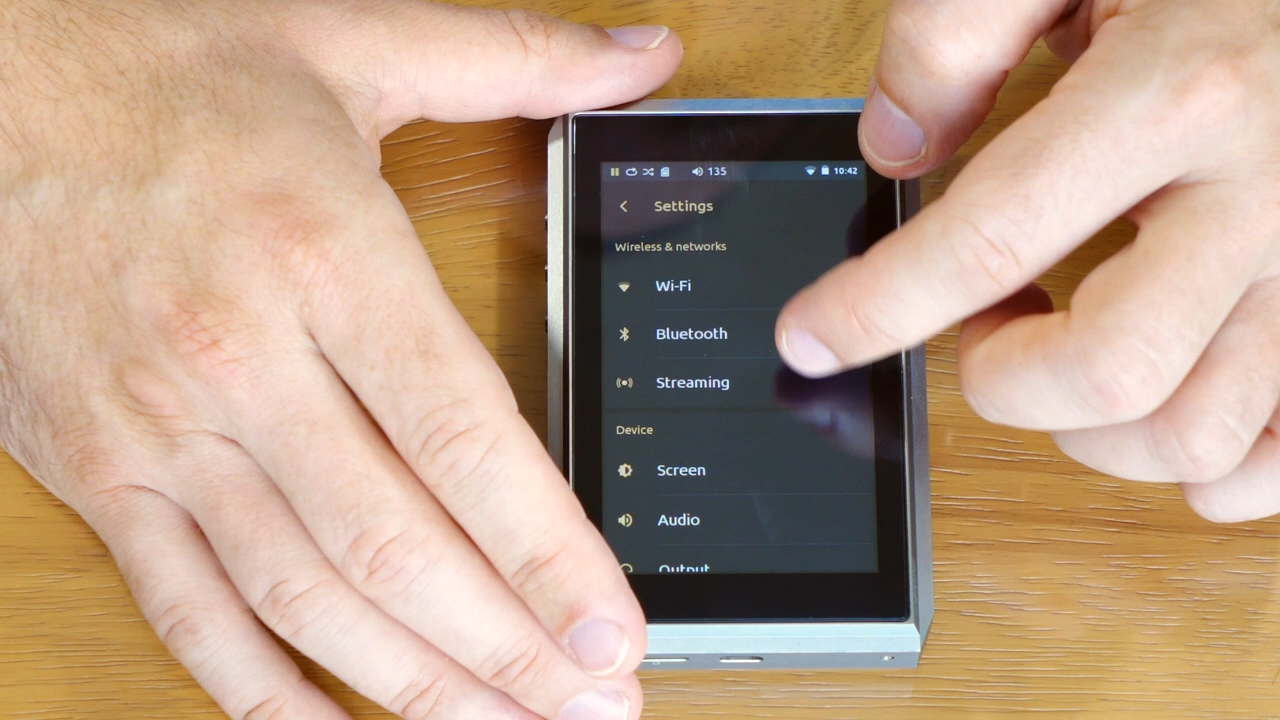 135 10:42
Settings
Wireless & networks
Wi-Fi
Bluetooth
Streaming
Device
Screen
Audio
Output